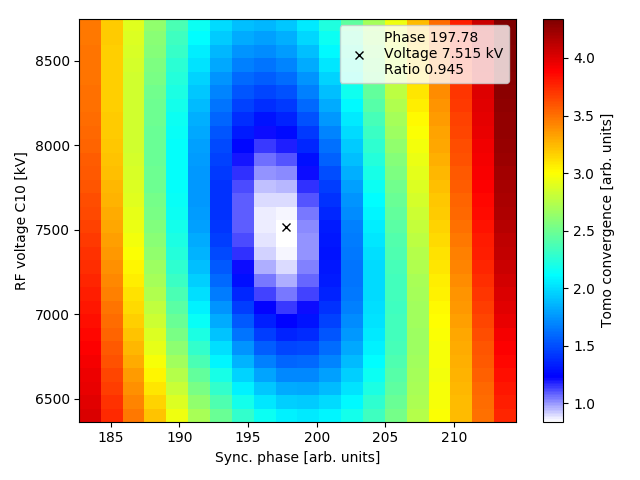 Phase 197.78
Voltage 7.515 kV
Ratio 0.945
RF voltage C10 [kV]
8500
8000
7500
7000
6500
185 190 195 200 205 210
Sync. phase [arb. units]
4.0
3.5
3.0
2.5
2.0
1.5
1.0
Tomo convergence [arb. units]